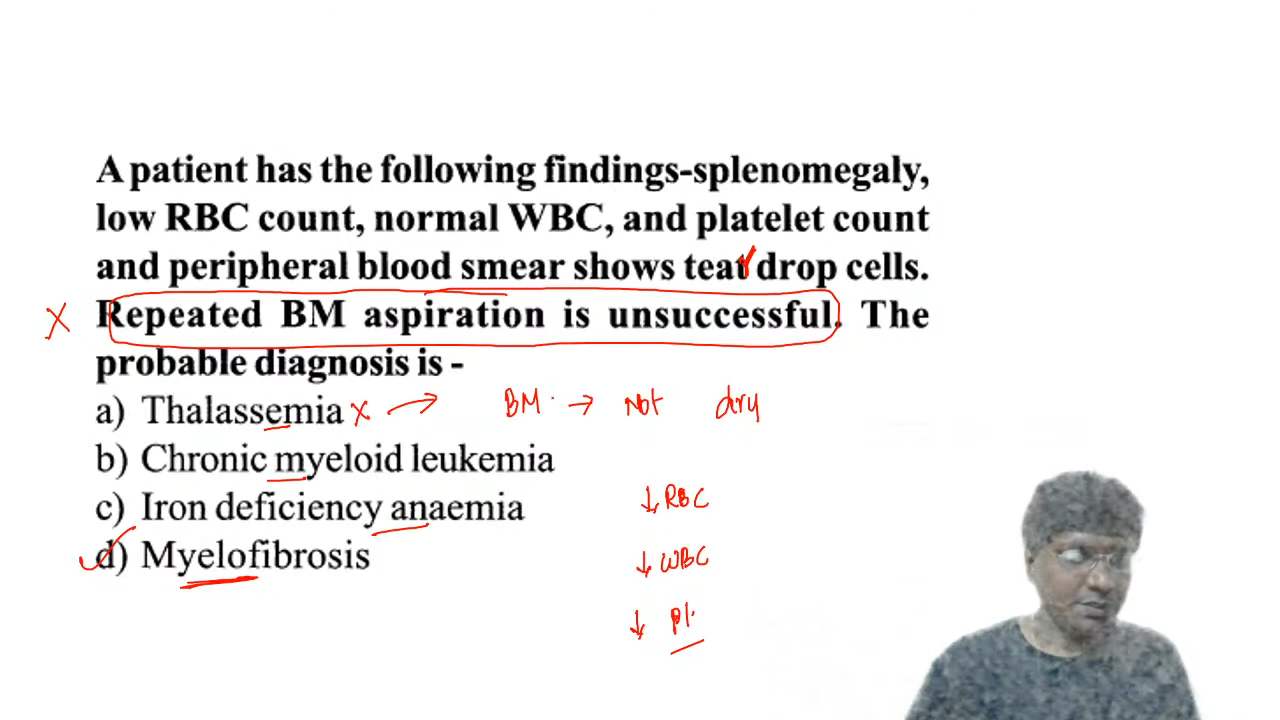 A patient has the following findings-splenomegaly,
low RBC count, normal WBC, and platelet count
and peripheral blood smear shows tear drop cells.
X Repeated BM aspiration is unsuccessful. The
probable diagnosis is -
a) Thalassemia x → BM. → Not dry
b) Chronic myeloid leukemia
c) Iron deficiency anaemia
↓ RBC
d) Myelofibrosis
↓ WBC
↓ Pl.